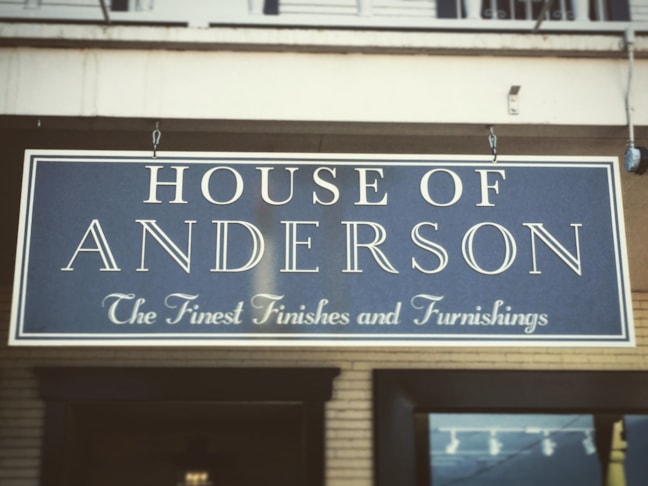 HOUSE OF
ANDERSON
The Finest Finishes and Furnishings